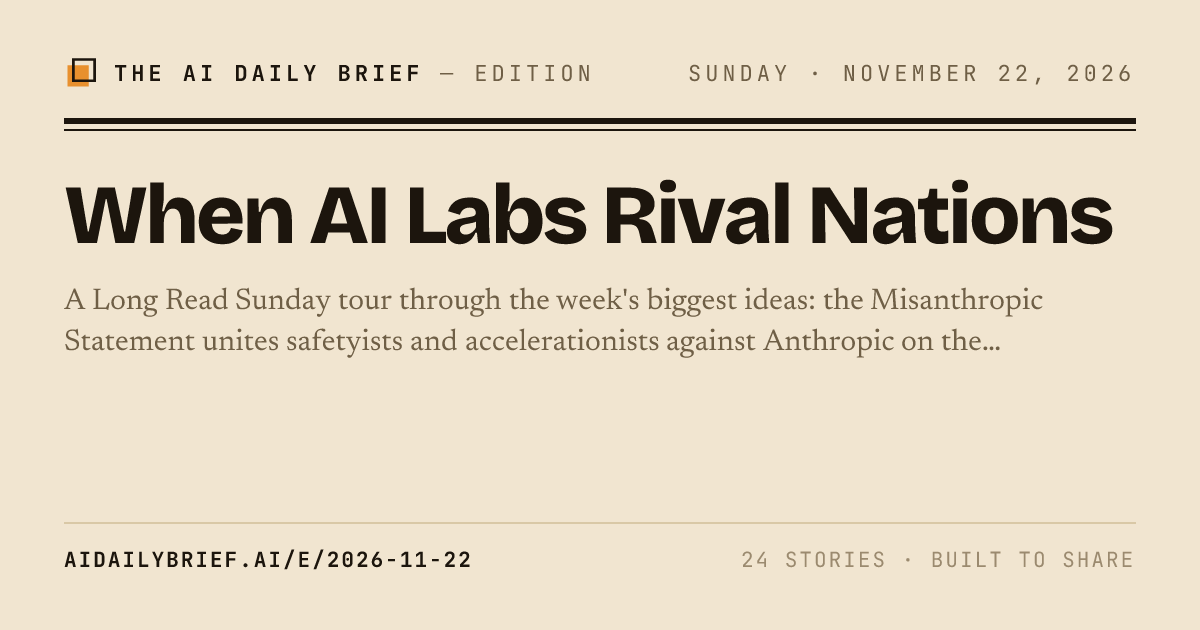 THE AI DAILY BRIEF — EDITION
SUNDAY · NOVEMBER 22, 2026
When AI Labs Rival Nations
A Long Read Sunday tour through the week's biggest ideas: the Misanthropic
Statement unites safetyists and accelerationists against Anthropic on the…
AIDAILYBRIEF.AI/E/2026-11-22
24 STORIES · BUILT TO SHARE